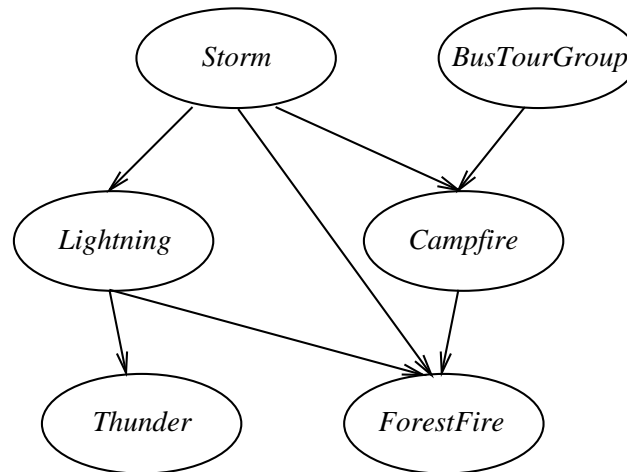 Storm
BusTourGroup
Lightning
Campfire
Thunder
ForestFire